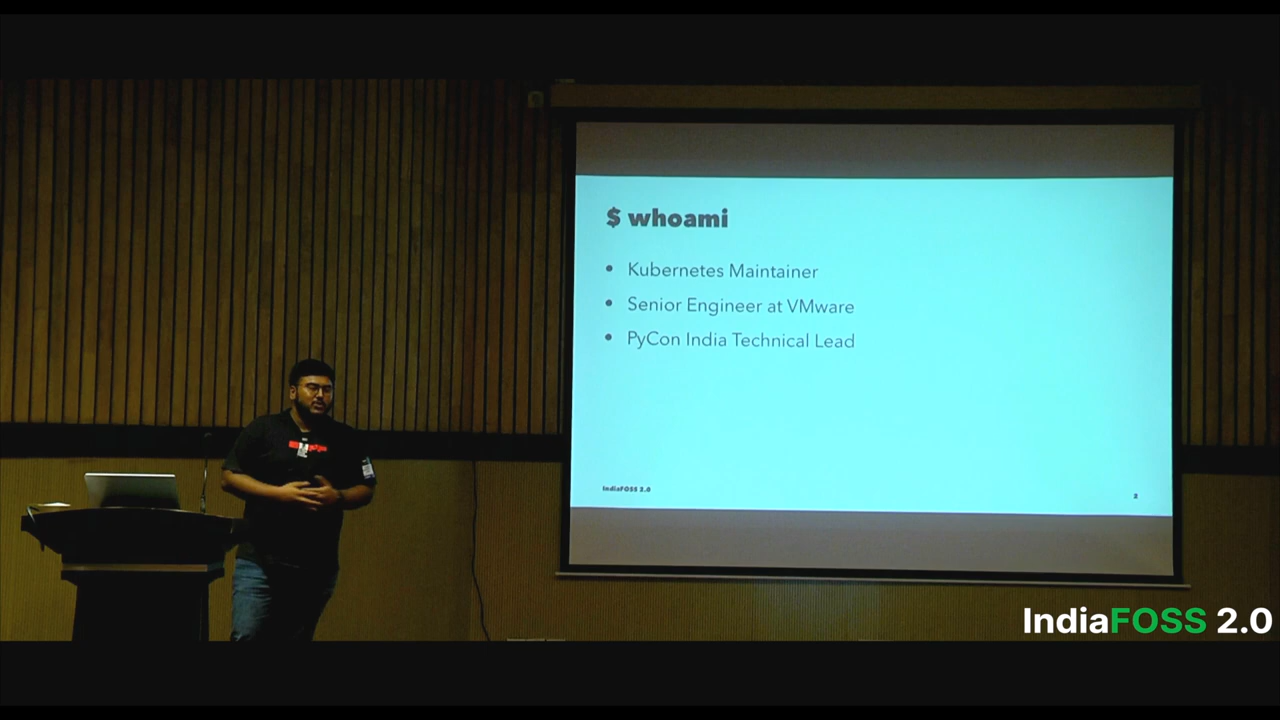 $ whoami
• Kubernetes Maintainer
• Senior Engineer at VMware
• PyCon India Technical Lead
IndiaFOSS 2.0
2
IndiaFOSS 2.0